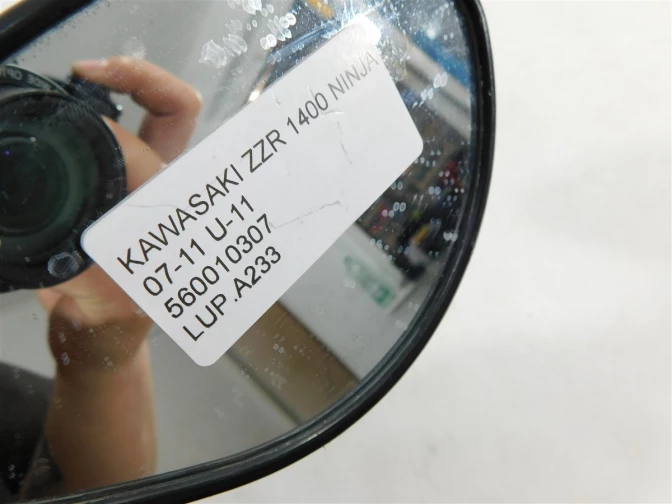 KAWASAKI ZZR 1400 NINJA
07-11 U-11
560010307
LUP.A233